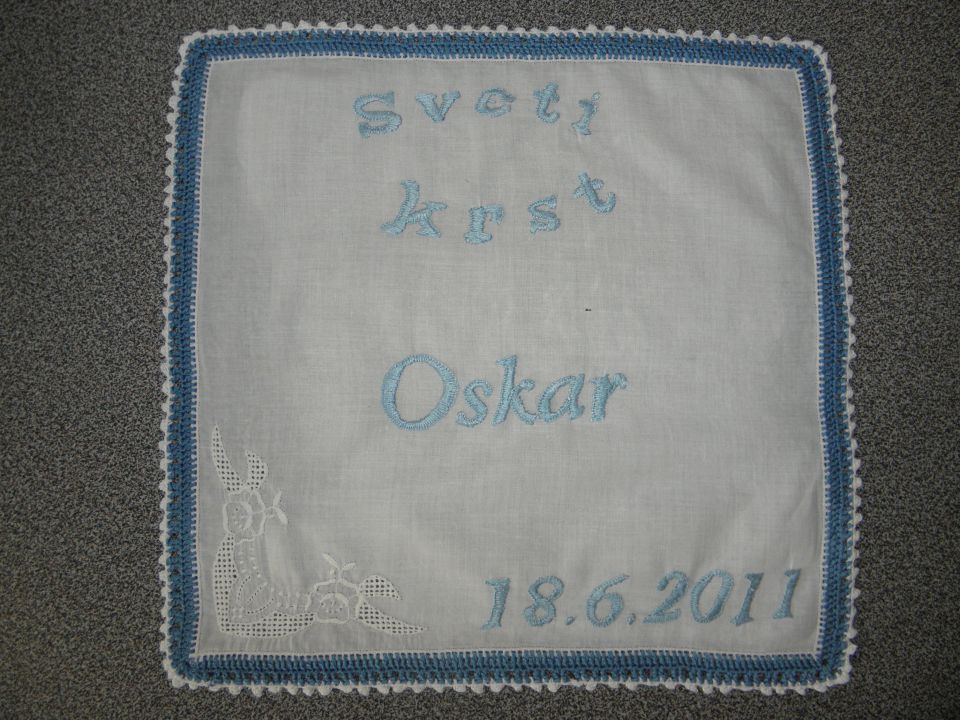 Sveti
krst
Oskar
18.6.2011